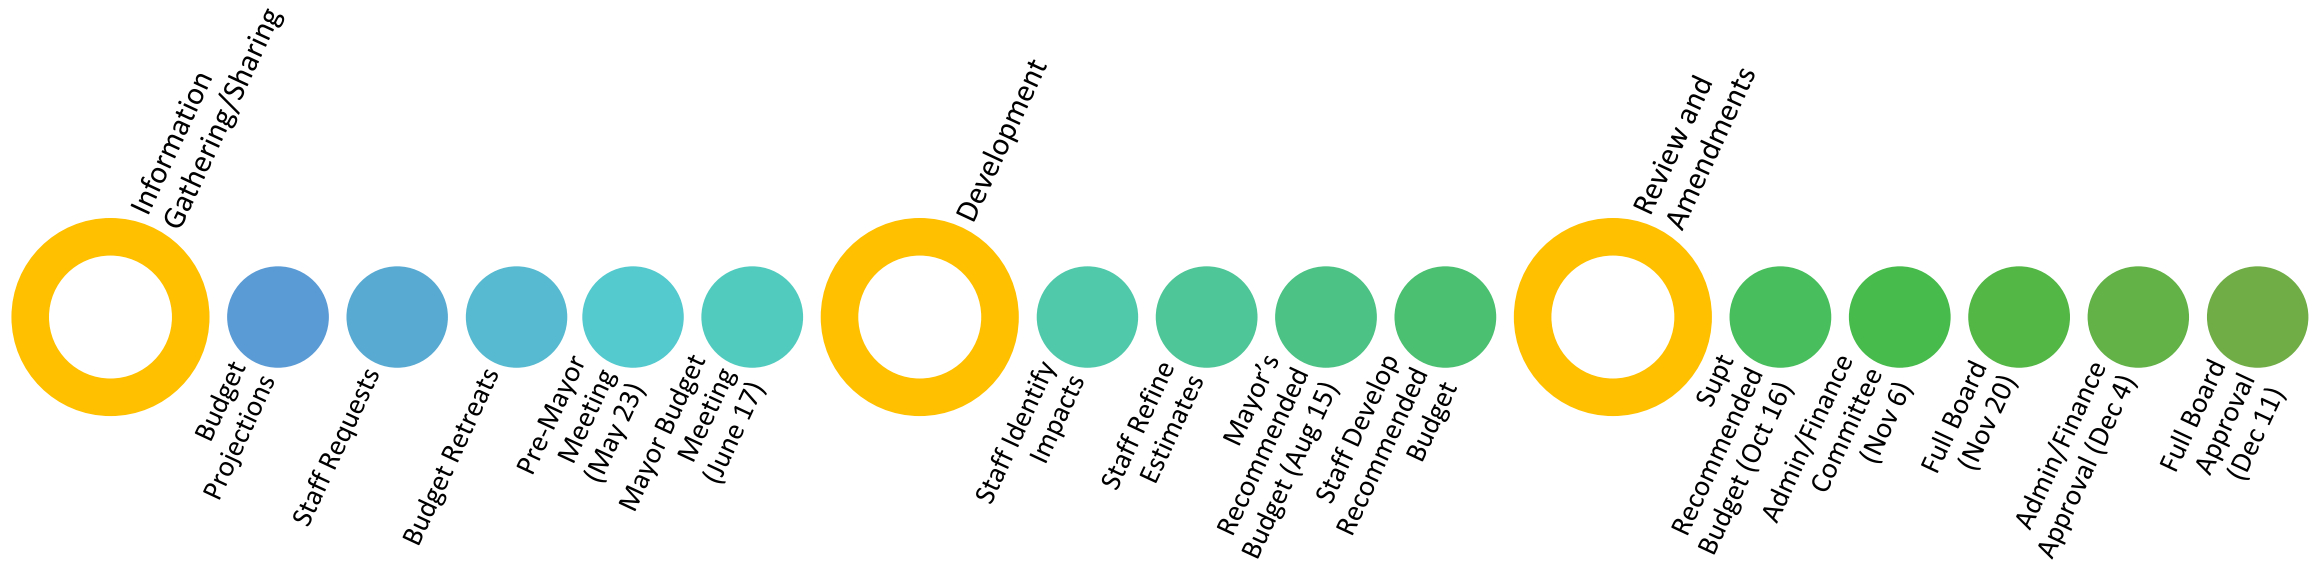 Information
Gathering/Sharing
Budget
Projections
Staff Requests
Budget Retreats
Pre-Mayor
Meeting
(May 23)
Mayor Budget
Meeting
(June 17)
Development
Staff Identify
Impacts
Staff Refine
Estimates
Mayor’s
Recommended
Budget (Aug 15)
Staff Develop
Recommended
Budget
Review and
Amendments
Supt
Recommended
Budget (Oct 16)
Admin/Finance
Committee
(Nov 6)
Full Board
(Nov 20)
Admin/Finance
Approval (Dec 4)
Full Board
Approval
(Dec 11)